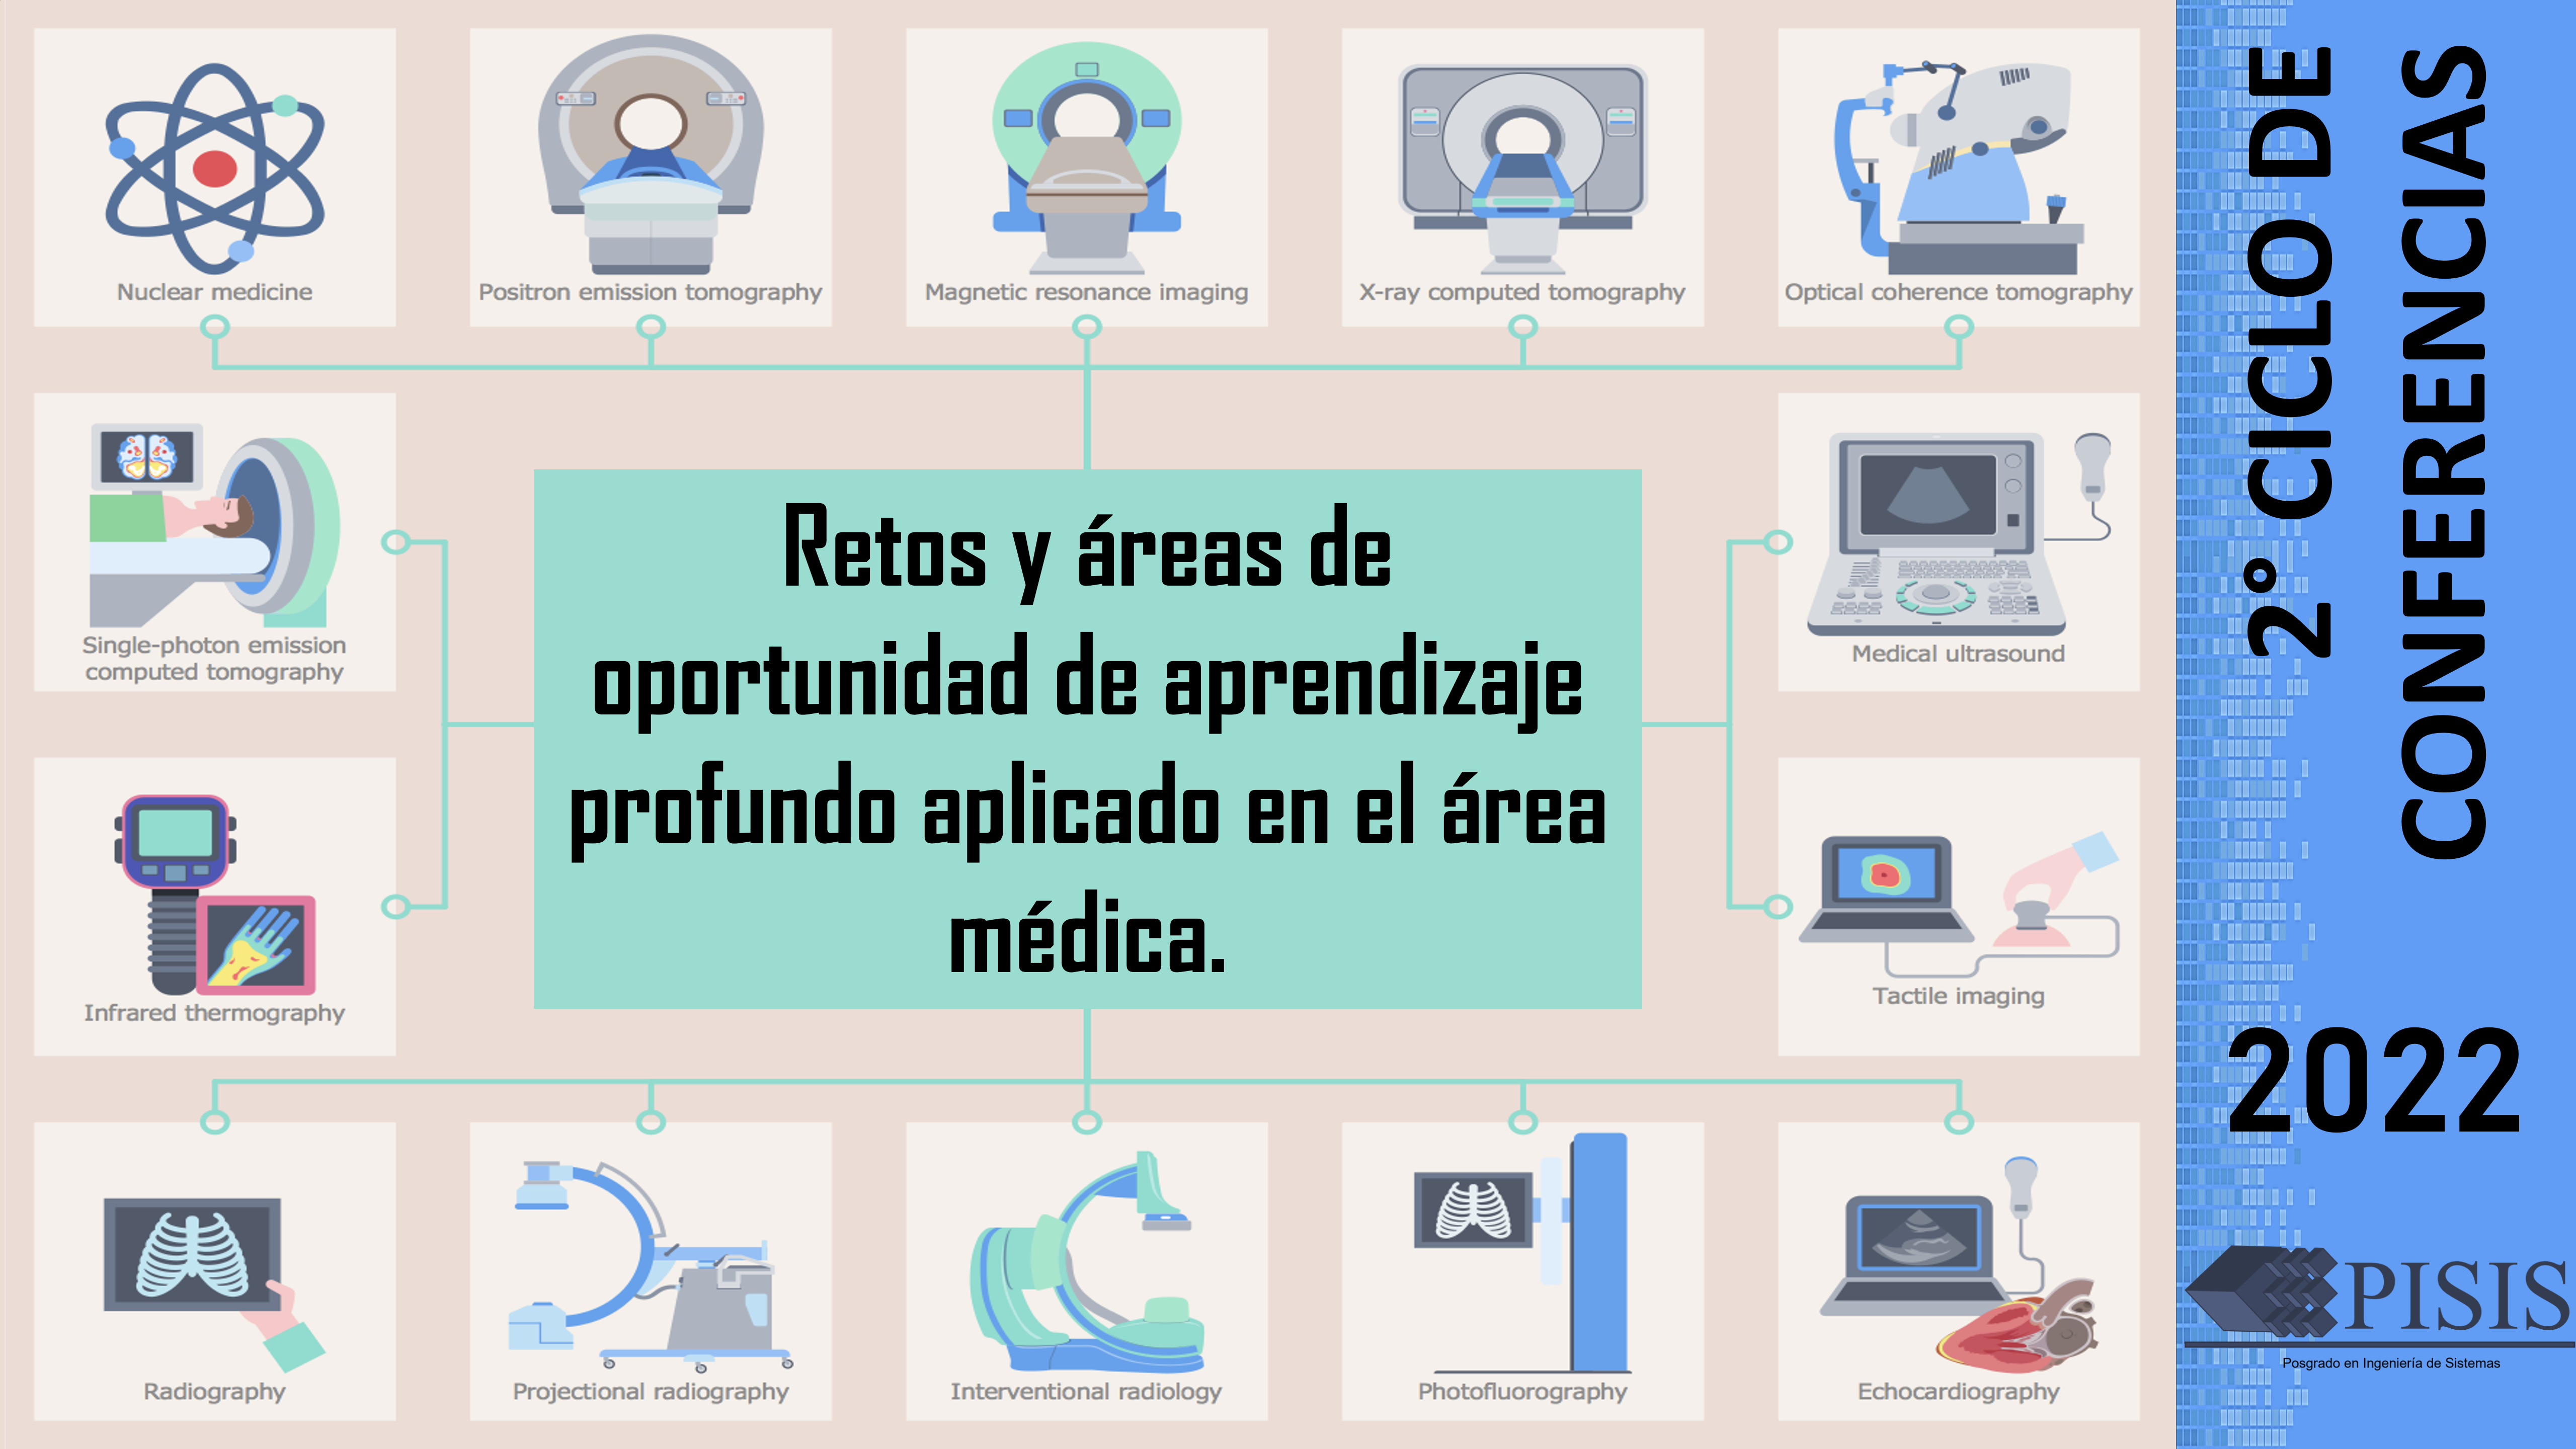 Nuclear medicine
Positron emission tomography
Magnetic resonance imaging
X-ray computed tomography
Optical coherence tomography
Single-photon emission
computed tomography
Medical ultrasound
Retos y áreas de
oportunidad de aprendizaje
profundo aplicado en el área
médica.
Infrared thermography
Tactile imaging
Radiography
Projectional radiography
Interventional radiology
Photofluorography
Echocardiography
2° CICLO DE
CONFERENCIAS
2022
PISIS
Posgrado en Ingeniería de Sistemas